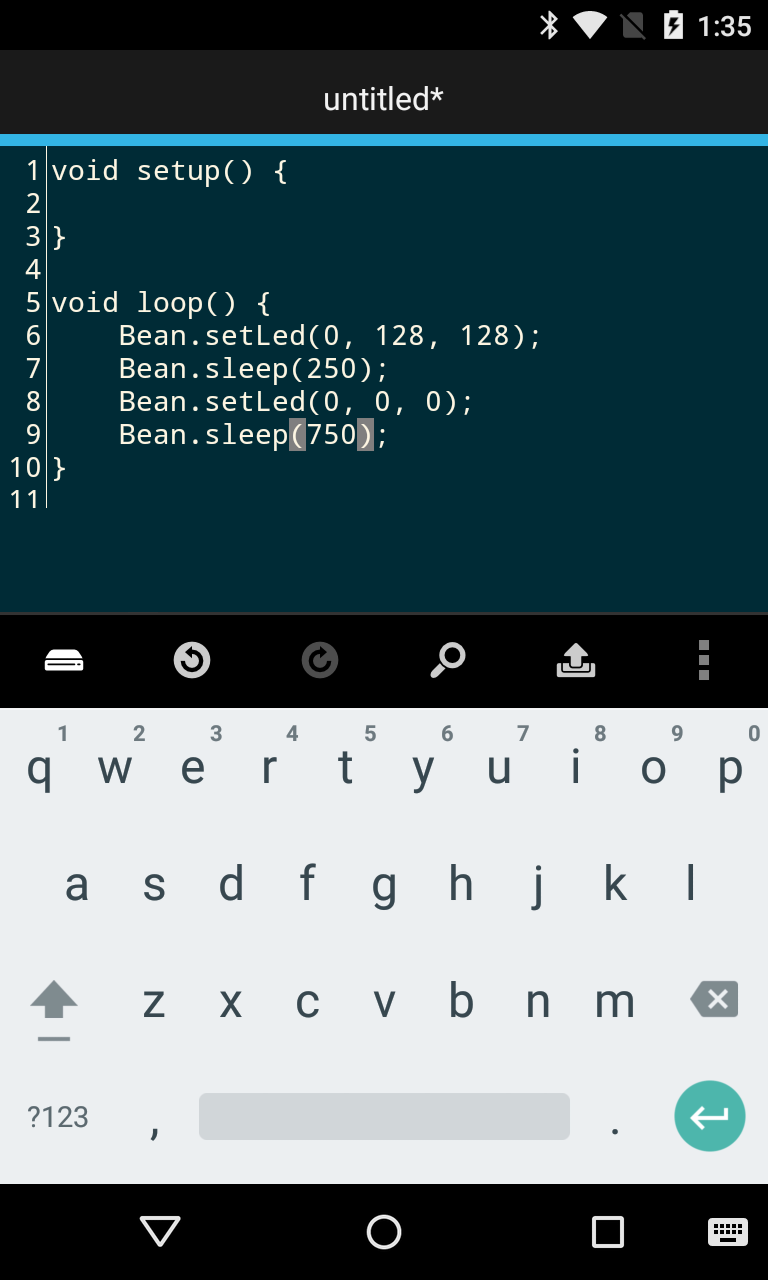 1:35
untitled*
1 void setup() {
2
3 }
4
5 void loop() {
6     Bean.setLed(0, 128, 128);
7     Bean.sleep(250);
8     Bean.setLed(0, 0, 0);
9     Bean.sleep(750);
10 }
11
1 2 3 4 5 6 7 8 9 0
q w e r t y u i o p
a s d f g h j k l
z x c v b n m
?123 , .